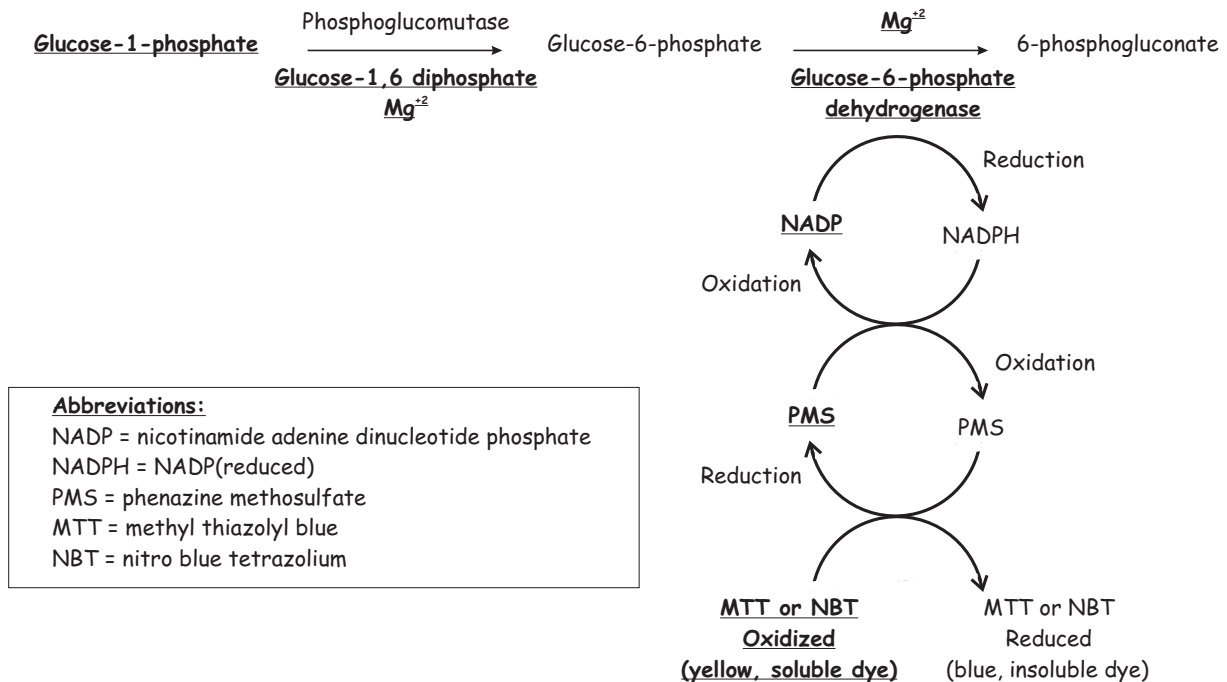 Phosphoglucomutase
Mg+2
Glucose-1-phosphate
Glucose-6-phosphate
6-phosphogluconate
Glucose-1,6 diphosphate
Mg+2
Glucose-6-phosphate
dehydrogenase
Reduction
NADP
NADPH
Oxidation
Oxidation
PMS
PMS
Reduction
Abbreviations:
NADP = nicotinamide adenine dinucleotide phosphate
NADPH = NADP(reduced)
PMS = phenazine methosulfate
MTT = methyl thiazolyl blue
NBT = nitro blue tetrazolium
MTT or NBT
Oxidized
(yellow, soluble dye)
MTT or NBT
Reduced
(blue, insoluble dye)